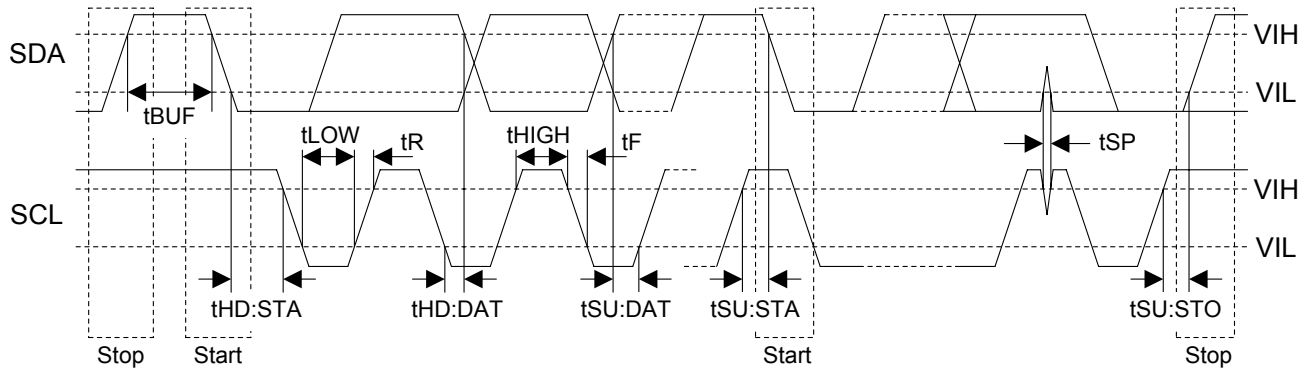 SDA
VIH
VIL
tBUF
tLOW
tR
tHIGH
tF
tSP
SCL
VIH
VIL
tHD:STA
tHD:DAT
tSU:DAT
tSU:STA
tSU:STO
Stop
Start
Start
Stop